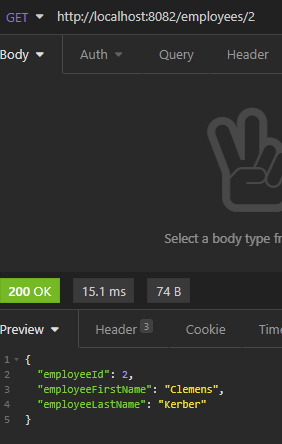 GET http://localhost:8082/employees/2
Body Auth Query Header
Select a body type fr
200 OK 15.1 ms 74 B
Preview Header 3 Cookie Time
1 {
2 "employeeId": 2,
3 "employeeFirstName": "Clemens",
4 "employeeLastName": "Kerber"
5 }